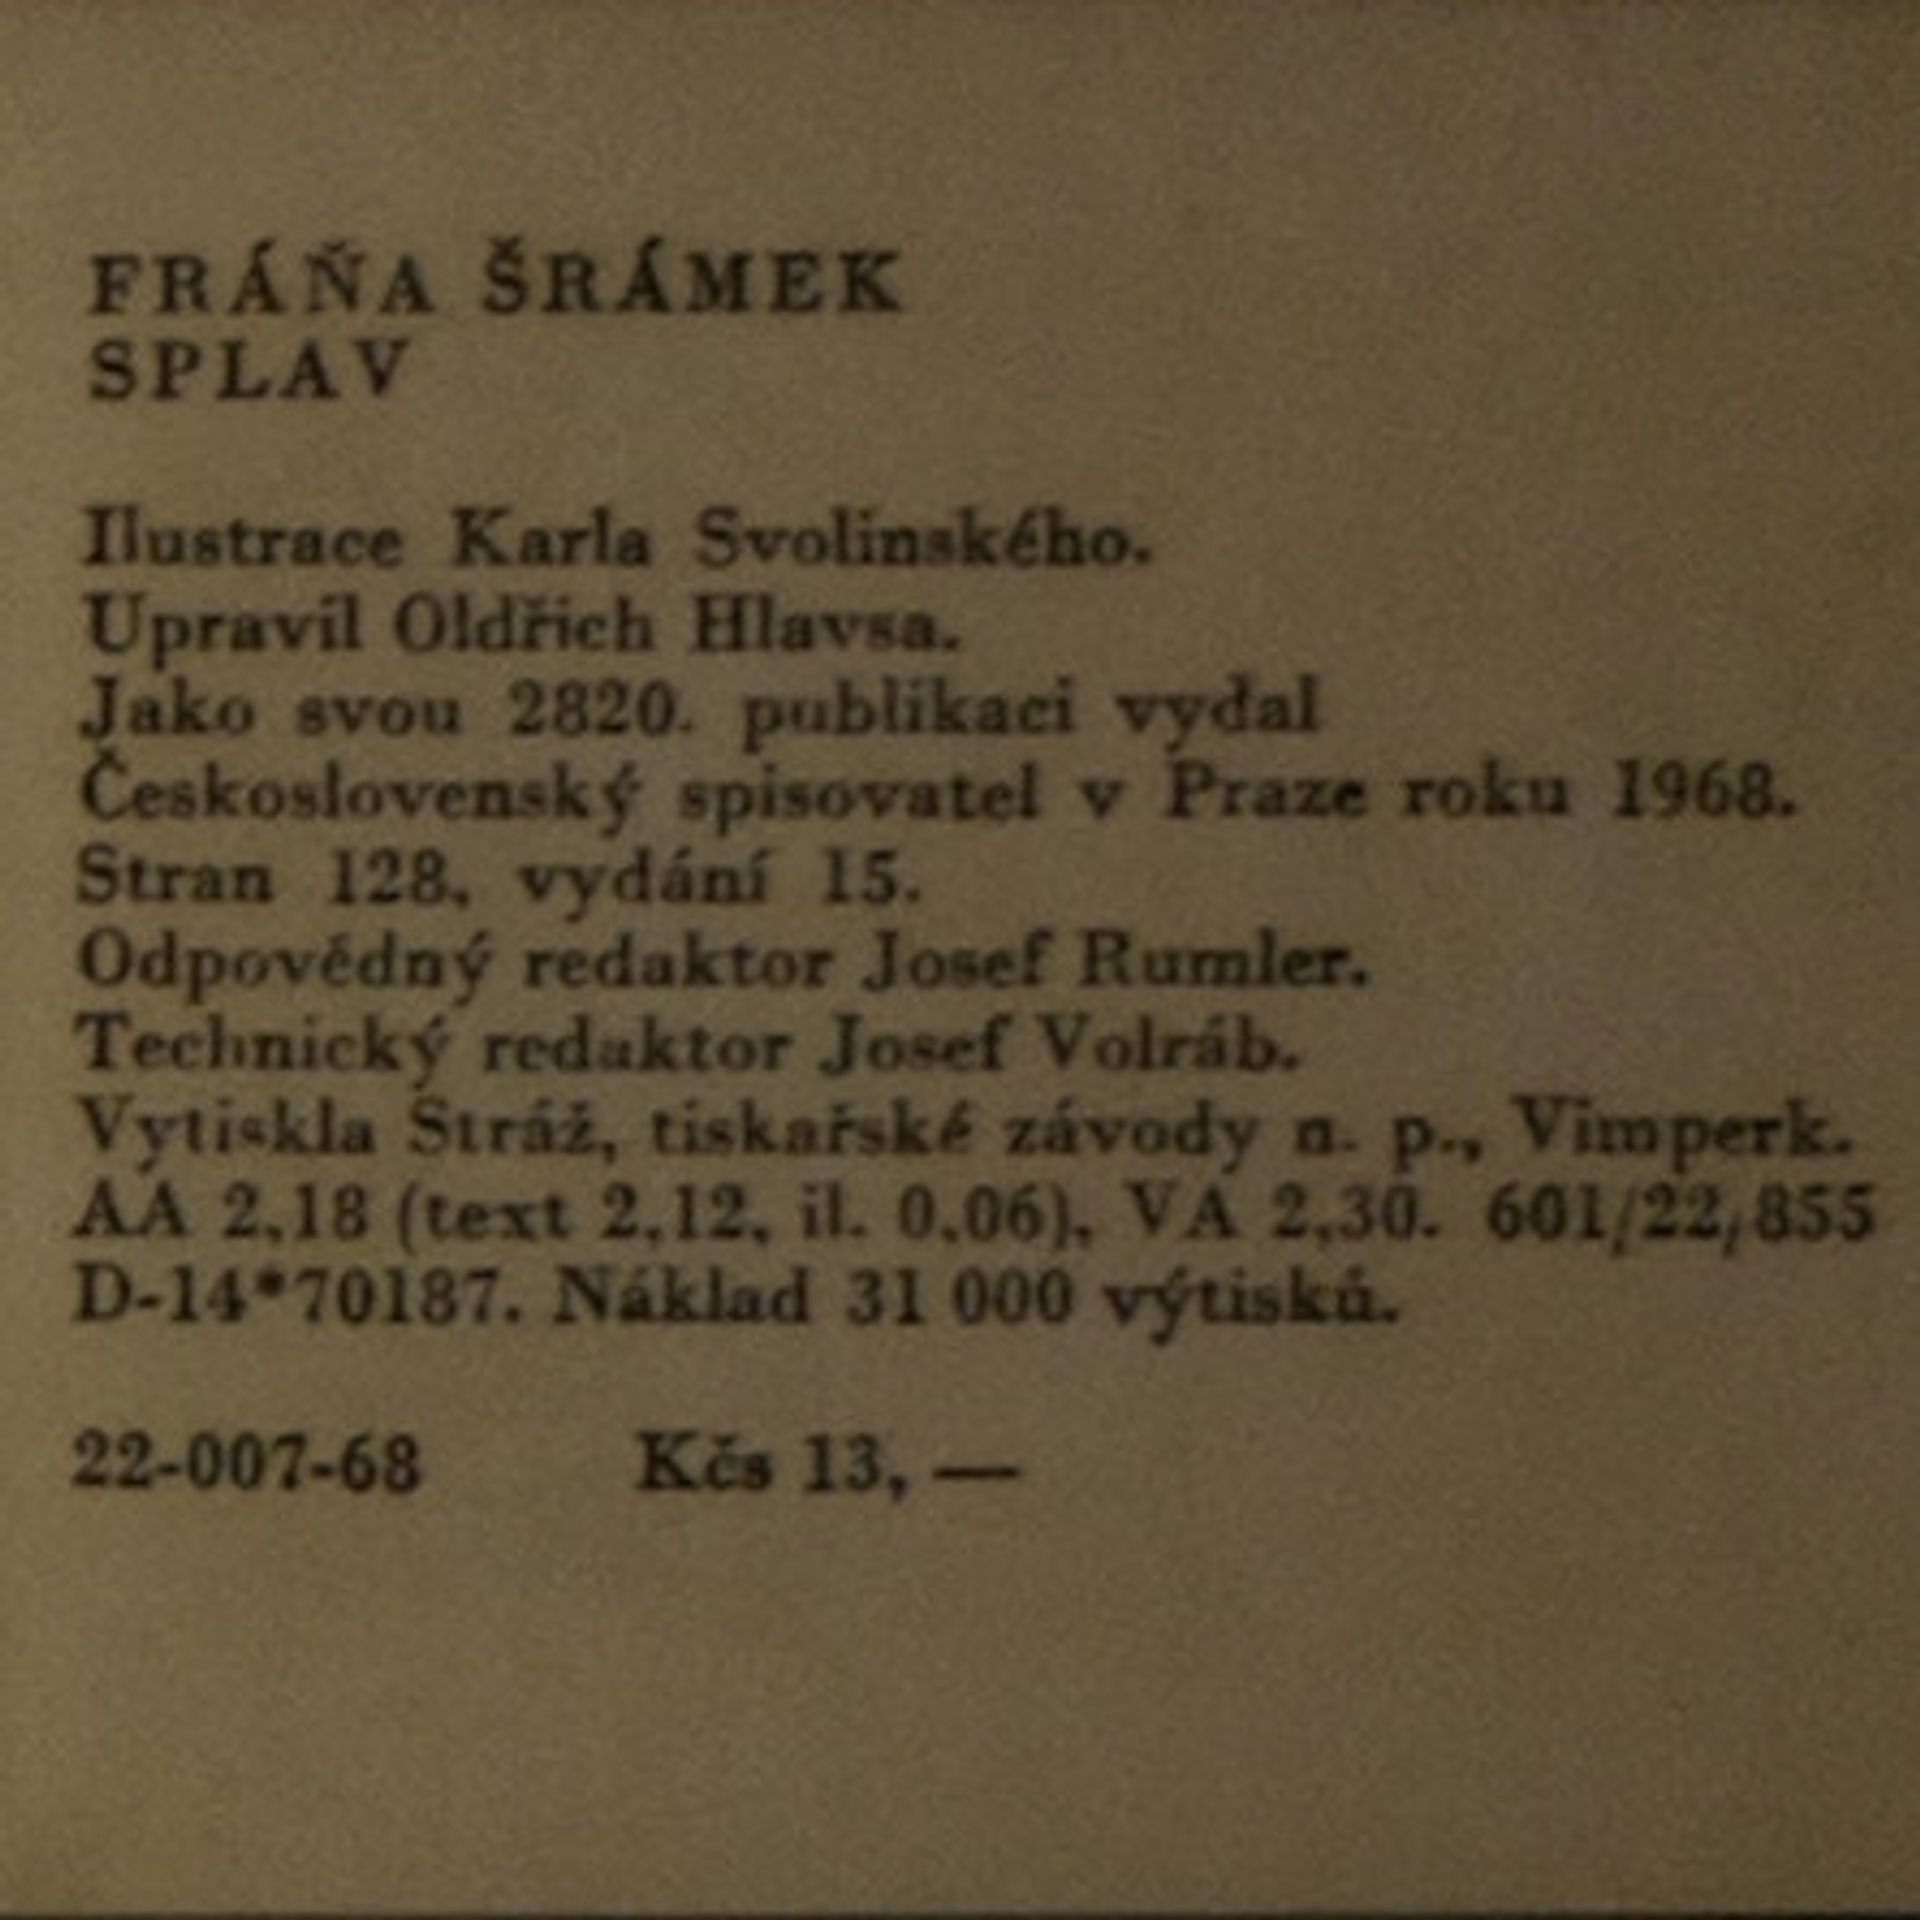 FRÁŇA ŠRÁMEK
SPLAV
Ilustrace Karla Svolinského.
Upravil Oldřich Hlavsa.
Jako svou 2820. publikaci vydal
Československý spisovatel v Praze roku 1968.
Stran 128, vydání 15.
Odpovědný redaktor Josef Rumler.
Technický redaktor Josef Volráb.
Vytiskla Stráž, tiskařské závody n. p., Vimperk.
AA 2,18 (text 2,12, il. 0,06), VA 2,30. 601/22,855
D-14*70187. Náklad 31 000 výtisků.
22-007-68 Kčs 13,—